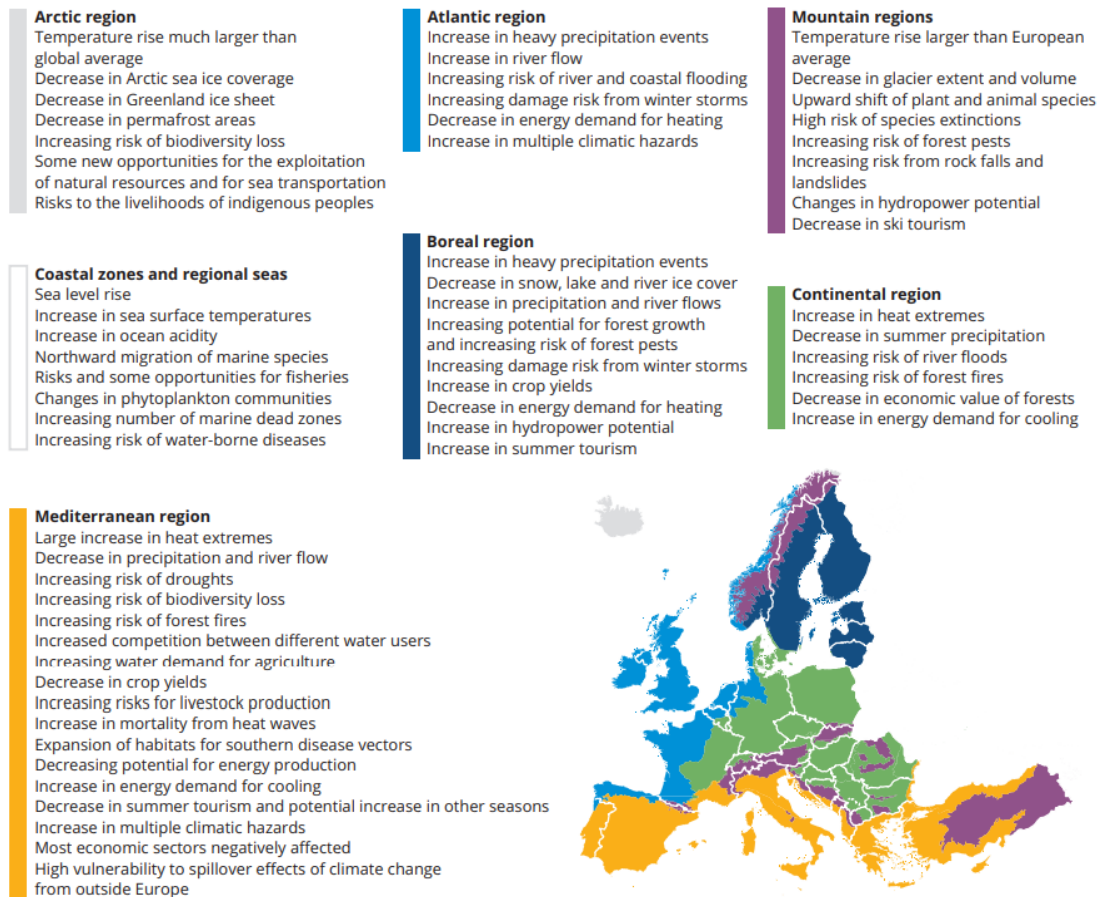 Arctic region
Temperature rise much larger than
global average
Decrease in Arctic sea ice coverage
Decrease in Greenland ice sheet
Decrease in permafrost areas
Increasing risk of biodiversity loss
Some new opportunities for the exploitation
of natural resources and for sea transportation
Risks to the livelihoods of indigenous peoples
Atlantic region
Increase in heavy precipitation events
Increase in river flow
Increasing risk of river and coastal flooding
Increasing damage risk from winter storms
Decrease in energy demand for heating
Increase in multiple climatic hazards
Mountain regions
Temperature rise larger than European
average
Decrease in glacier extent and volume
Upward shift of plant and animal species
High risk of species extinctions
Increasing risk of forest pests
Increasing risk from rock falls and
landslides
Changes in hydropower potential
Decrease in ski tourism
Coastal zones and regional seas
Sea level rise
Increase in sea surface temperatures
Increase in ocean acidity
Northward migration of marine species
Risks and some opportunities for fisheries
Changes in phytoplankton communities
Increasing number of marine dead zones
Increasing risk of water-borne diseases
Boreal region
Increase in heavy precipitation events
Decrease in snow, lake and river ice cover
Increase in precipitation and river flows
Increasing potential for forest growth
and increasing risk of forest pests
Increasing damage risk from winter storms
Increase in crop yields
Decrease in energy demand for heating
Increase in hydropower potential
Increase in summer tourism
Continental region
Increase in heat extremes
Decrease in summer precipitation
Increasing risk of river floods
Increasing risk of forest fires
Decrease in economic value of forests
Increase in energy demand for cooling
Mediterranean region
Large increase in heat extremes
Decrease in precipitation and river flow
Increasing risk of droughts
Increasing risk of biodiversity loss
Increasing risk of forest fires
Increased competition between different water users
Increasing water demand for agriculture
Decrease in crop yields
Increasing risks for livestock production
Increase in mortality from heat waves
Expansion of habitats for southern disease vectors
Decreasing potential for energy production
Increase in energy demand for cooling
Decrease in summer tourism and potential increase in other seasons
Increase in multiple climatic hazards
Most economic sectors negatively affected
High vulnerability to spillover effects of climate change
from outside Europe